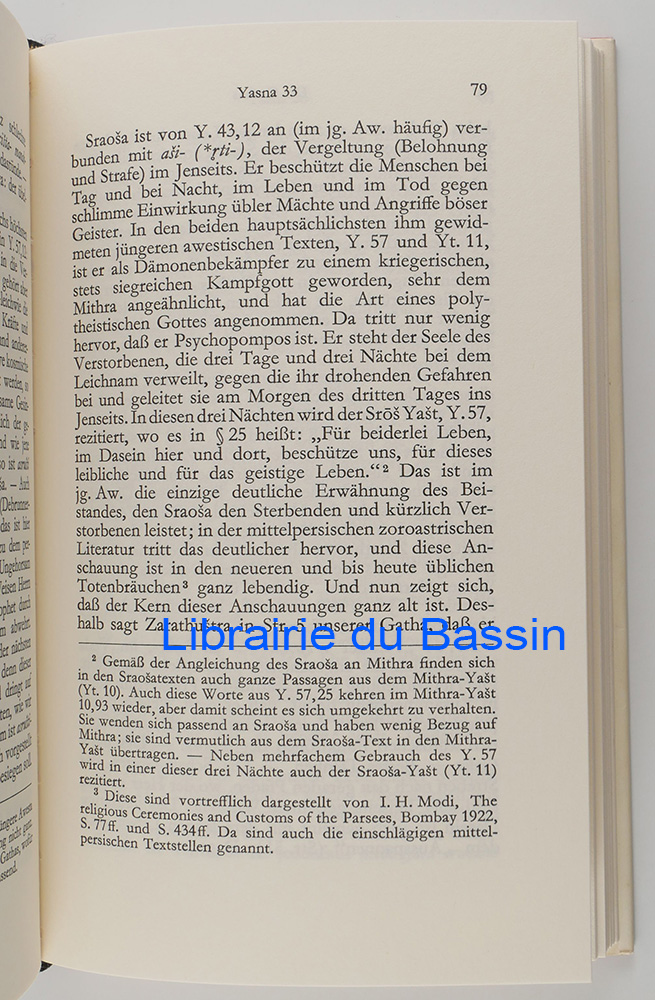 Yasna 33 79
Sraoša ist von Y. 43,12 an (im jg. Aw. häufig) ver-
bunden mit aši- (*r̥ti-), der Vergeltung (Belohnung
und Strafe) im Jenseits. Er beschützt die Menschen bei
Tag und bei Nacht, im Leben und im Tod gegen
schlimme Einwirkung übler Mächte und Angriffe böser
Geister. In den beiden hauptsächlichsten ihm gewid-
meten jüngeren awestischen Texten, Y. 57 und Yt. 11,
ist er als Dämonenbekämpfer zu einem kriegerischen,
stets siegreichen Kampfgott geworden, sehr dem
Mithra angeähnlicht, und hat die Art eines poly-
theistischen Gottes angenommen. Da tritt nur wenig
hervor, daß er Psychopompos ist. Er steht der Seele des
Verstorbenen, die drei Tage und drei Nächte bei dem
Leichnam verweilt, gegen die ihr drohenden Gefahren
bei und geleitet sie am Morgen des dritten Tages ins
Jenseits. In diesen drei Nächten wird der Srōš Yašt, Y. 57,
rezitiert, wo es in § 25 heißt: „Für beiderlei Leben,
im Dasein hier und dort, beschütze uns, für dieses
leibliche und für das geistige Leben.“² Das ist im
jg. Aw. die einzige deutliche Erwähnung des Bei-
standes, den Sraoša den Sterbenden und kürzlich Ver-
storbenen leistet; in der mittelpersischen zoroastrischen
Literatur tritt das deutlicher hervor, und diese An-
schauung ist in den neueren und bis heute üblichen
Totenbräuchen³ ganz lebendig. Und nun zeigt sich,
daß der Kern dieser Anschauungen ganz alt ist. Des-
halb sagt Zarathuštra in Str. 5 unserer Gatha, daß er
Librairie du Bassin
² Gemäß der Angleichung des Sraoša an Mithra finden sich
in den Sraošatexten auch ganze Passagen aus dem Mithra-Yašt
(Yt. 10). Auch diese Worte aus Y. 57,25 kehren im Mithra-Yašt
10,93 wieder, aber damit scheint es sich umgekehrt zu verhalten.
Sie wenden sich passend an Sraoša und haben wenig Bezug auf
Mithra; sie sind vermutlich aus dem Sraoša-Text in den Mithra-
Yašt übertragen. — Neben mehrfachem Gebrauch des Y. 57
wird in einer dieser drei Nächte auch der Sraoša-Yašt (Yt. 11)
rezitiert.
³ Diese sind vortrefflich dargestellt von I. H. Modi, The
religious Ceremonies and Customs of the Parsees, Bombay 1922,
S. 77 ff. und S. 434 ff. Da sind auch die einschlägigen mittel-
persischen Textstellen genannt.